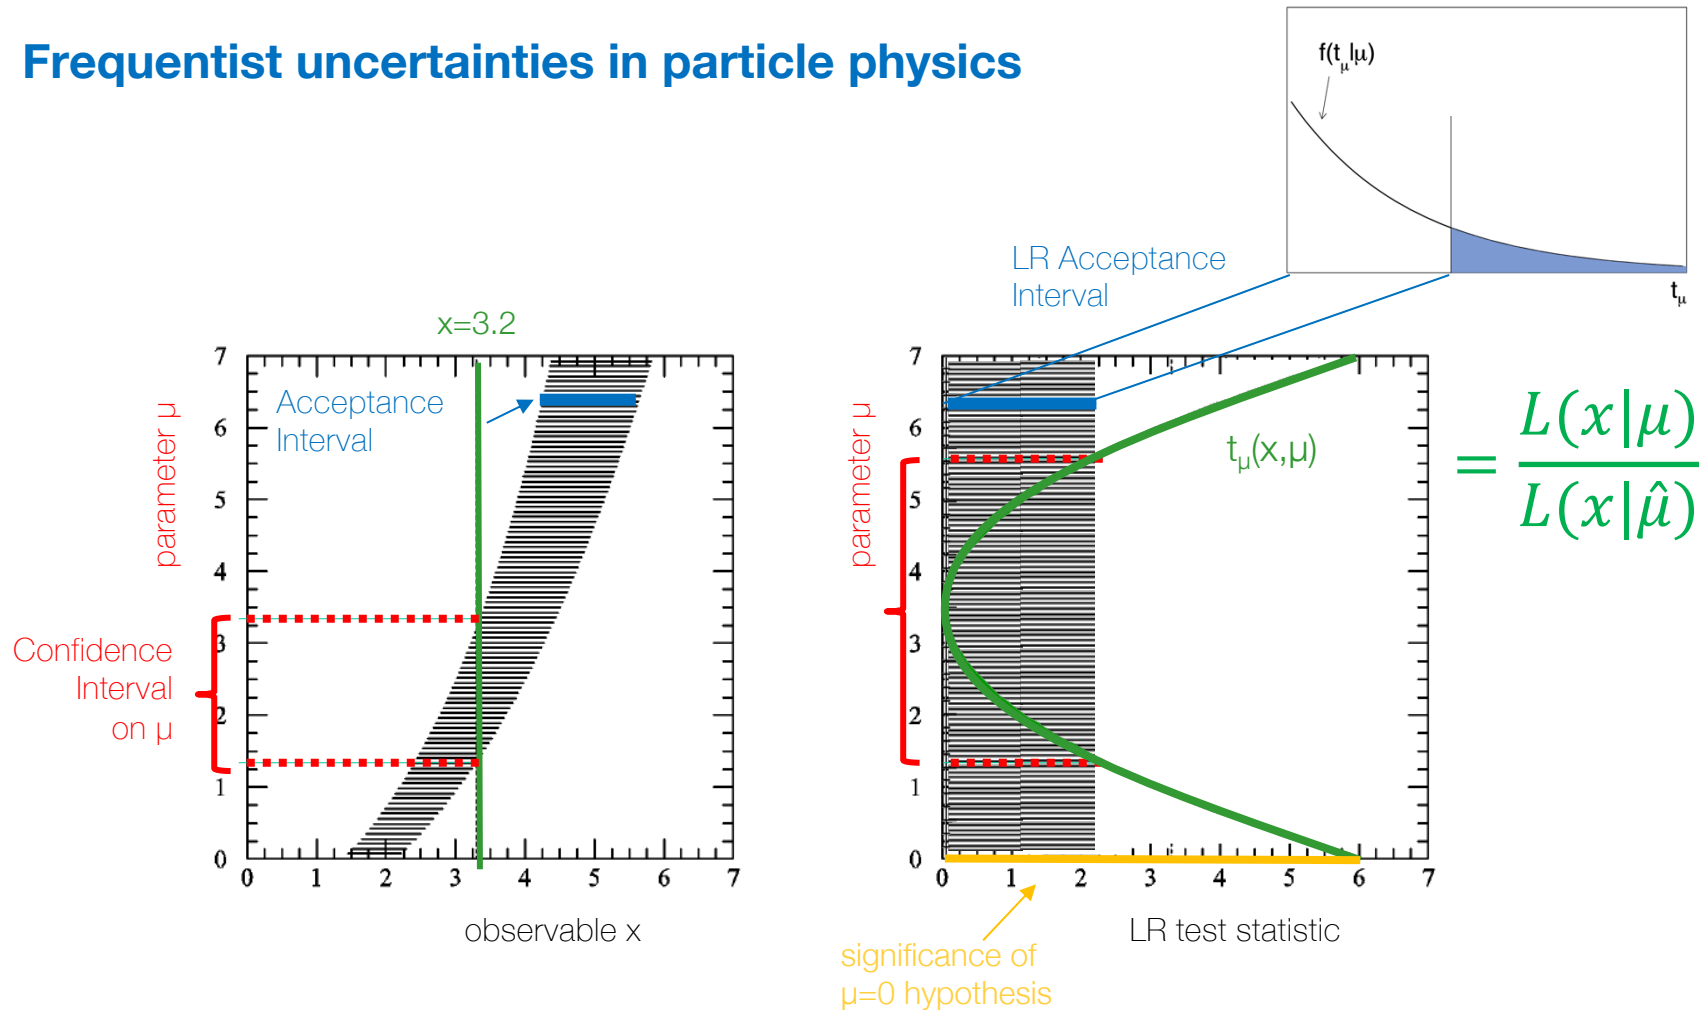 Frequentist uncertainties in particle physics
f(t_μ|μ)
t_μ
LR Acceptance
Interval
x=3.2
7
6
5
4
3
2
1
0
0 1 2 3 4 5 6 7
parameter μ
Acceptance
Interval
Confidence
Interval
on μ
observable x
7
6
5
4
3
2
1
0
0 1 2 3 4 5 6 7
parameter μ
t_μ(x,μ)
= L(x|μ)
L(x|μ̂)
LR test statistic
significance of
μ=0 hypothesis